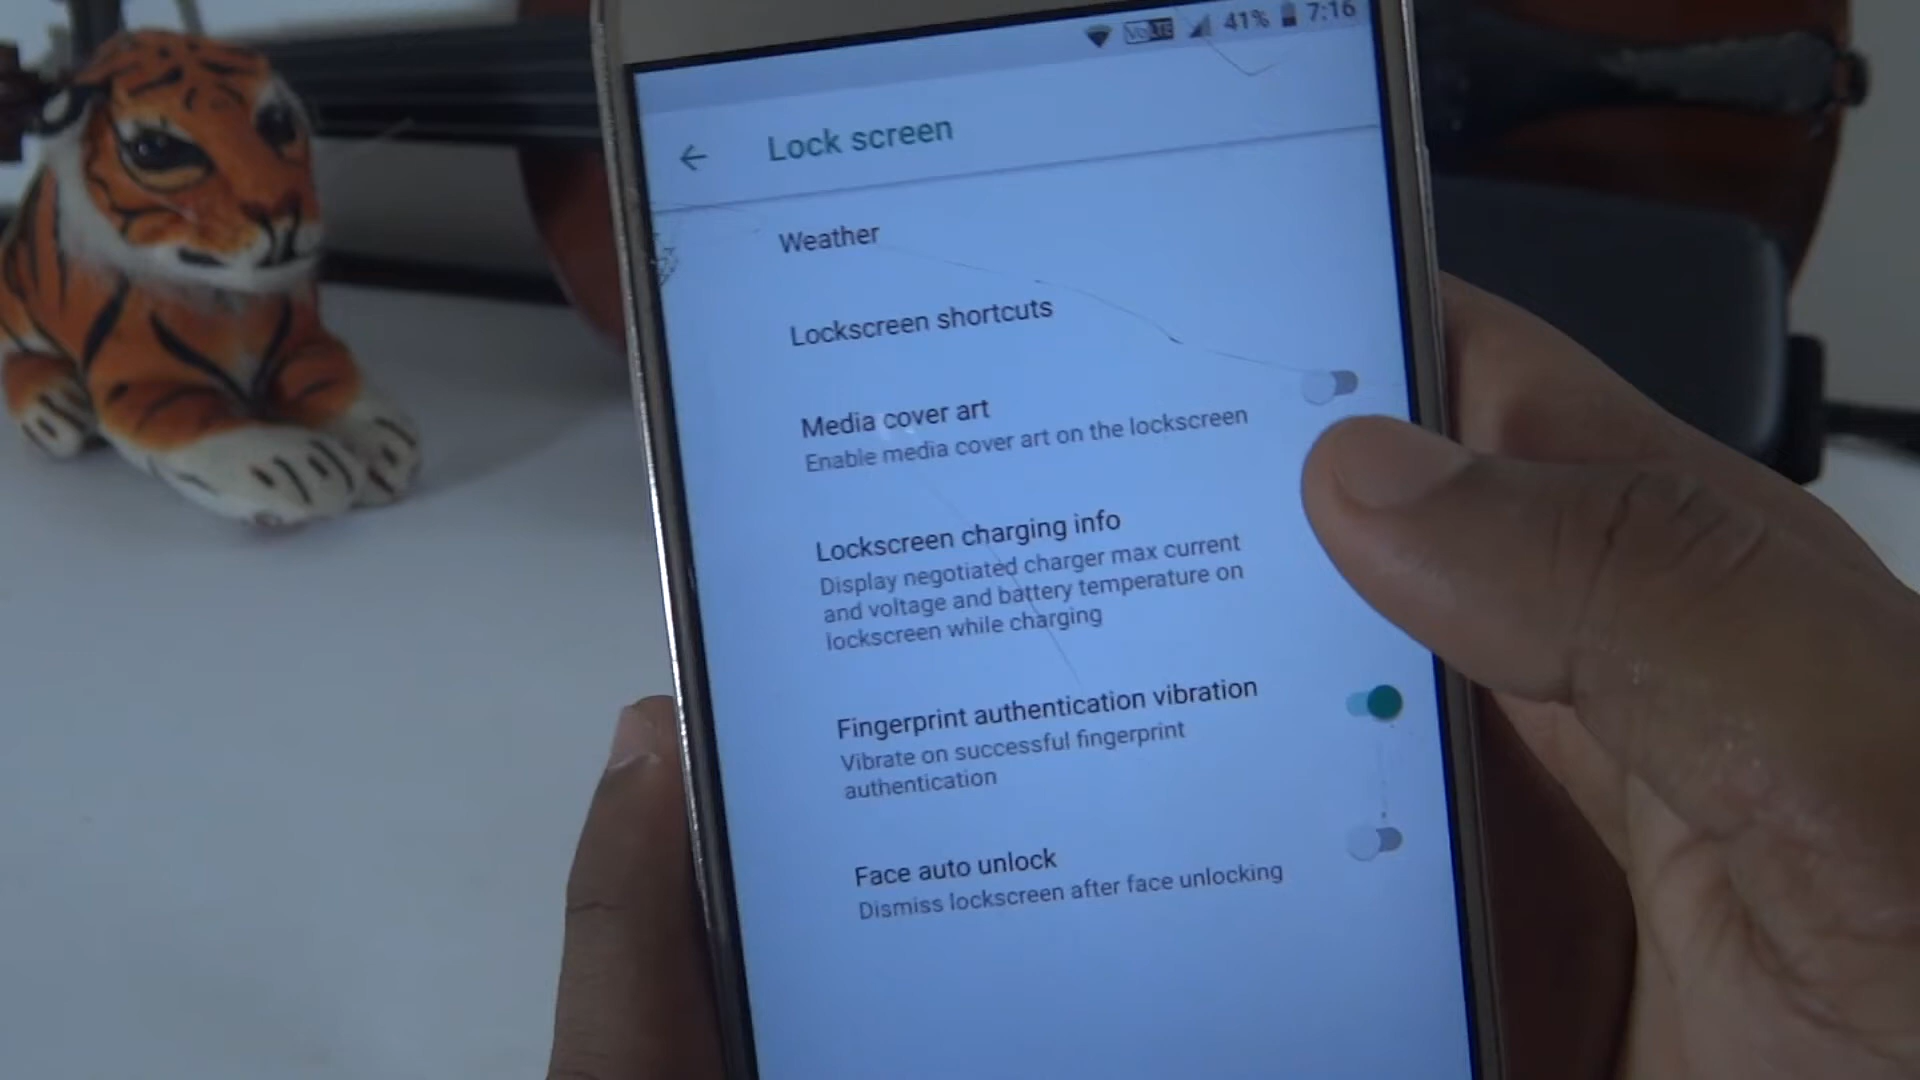 VoLTE 41% 7:16
Lock screen
Weather
Lockscreen shortcuts
Media cover art
Enable media cover art on the lockscreen
Lockscreen charging info
Display negotiated charger max current
and voltage and battery temperature on
lockscreen while charging
Fingerprint authentication vibration
Vibrate on successful fingerprint
authentication
Face auto unlock
Dismiss lockscreen after face unlocking